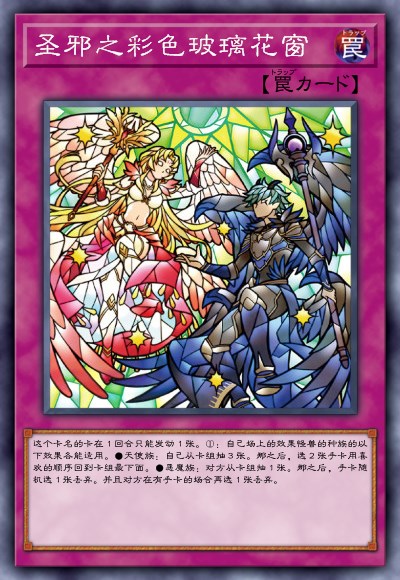 圣邪之彩色玻璃花窗
トラップ
罠
トラップ
【罠カード】
这个卡名的卡在1回合只能发动1张。①：自己场上的效果怪兽的种族的以
下效果各能适用。●天使族：自己从卡组抽3张。那之后，选2张手卡用喜
欢的顺序回到卡组最下面。●恶魔族：对方从卡组抽1张。那之后，手卡随
机选1张丢弃。并且对方在有手卡的场合再选1张丢弃。